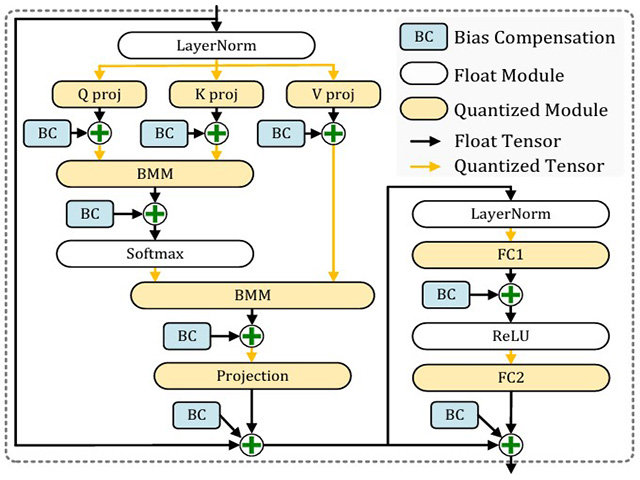 LayerNorm
Q proj
K proj
V proj
BC
BC
BC
BMM
BC
Softmax
BMM
BC
Projection
BC
BC Bias Compensation
Float Module
Quantized Module
Float Tensor
Quantized Tensor
LayerNorm
FC1
BC
ReLU
FC2
BC